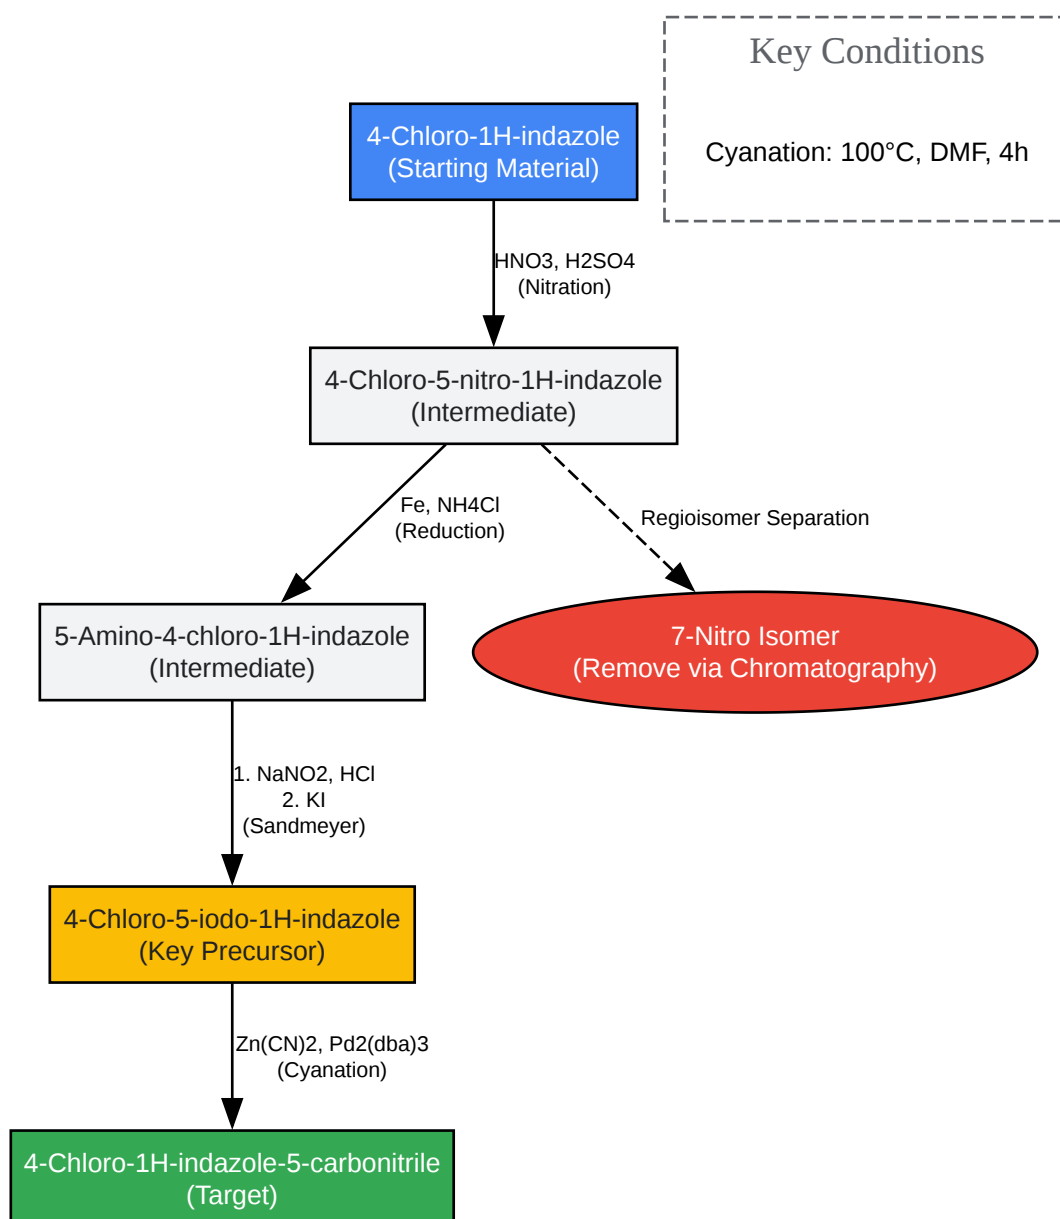 Key Conditions
Cyanation: 100°C, DMF, 4h
4-Chloro-1H-indazole
(Starting Material)
HNO3, H2SO4
(Nitration)
4-Chloro-5-nitro-1H-indazole
(Intermediate)
Fe, NH4Cl
(Reduction)
Regioisomer Separation
5-Amino-4-chloro-1H-indazole
(Intermediate)
7-Nitro Isomer
(Remove via Chromatography)
1. NaNO2, HCl
2. KI
(Sandmeyer)
4-Chloro-5-iodo-1H-indazole
(Key Precursor)
Zn(CN)2, Pd2(dba)3
(Cyanation)
4-Chloro-1H-indazole-5-carbonitrile
(Target)